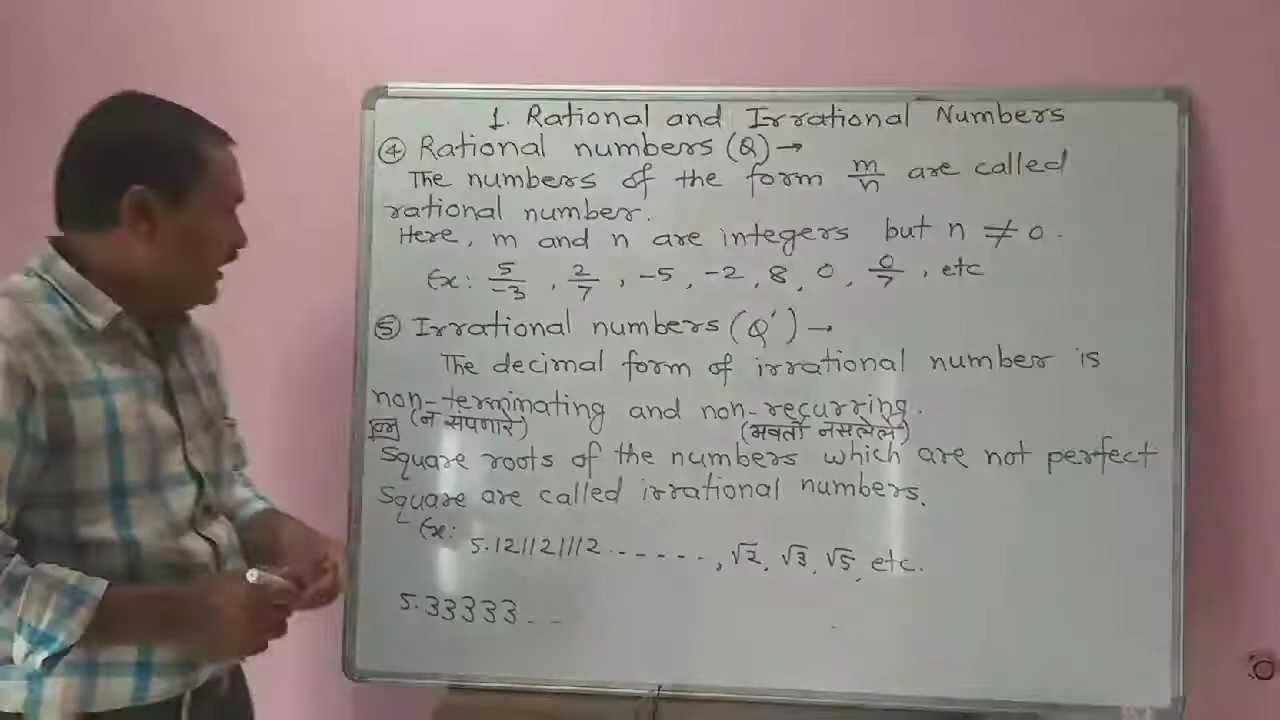 1. Rational and Irrational Numbers
④ Rational numbers (Q) →
The numbers of the form m/n are called
rational number.
Here, m and n are integers but n ≠ 0.
Ex: 5/-3 , 2/7 , -5, -2, 8, 0, 0/7, etc
⑤ Irrational numbers (Q') →
The decimal form of irrational number is
non-terminating and non-recurring.
(न संपणारे) (आवर्ती नसलेले)
Square roots of the numbers which are not perfect
square are called irrational numbers.
Ex: 5.121121112......, √2, √3, √5, etc.
5.33333...